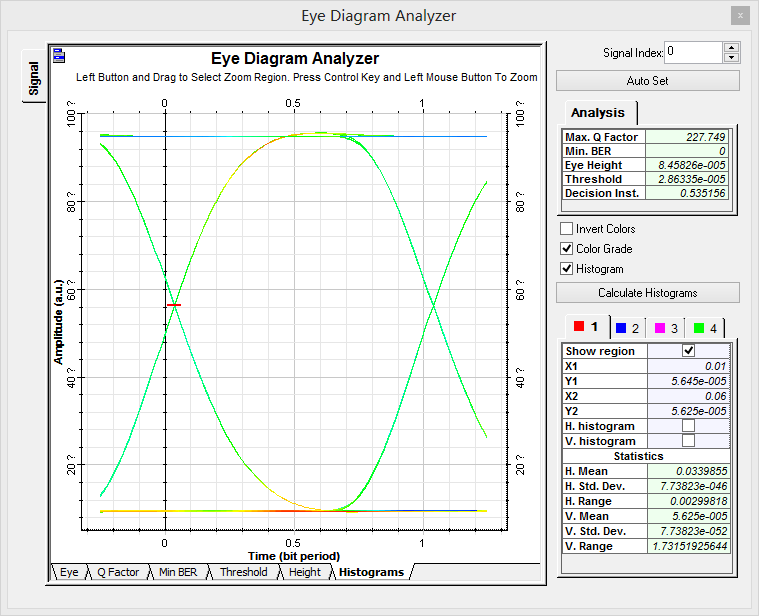 Eye Diagram Analyzer
x
Signal
Eye Diagram Analyzer
Left Button and Drag to Select Zoom Region. Press Control Key and Left Mouse Button To Zoom
0 0.5 1
100 ?
80 ?
60 ?
40 ?
20 ?
Amplitude (a.u.)
100 ?
80 ?
60 ?
40 ?
20 ?
0 0.5 1
Time (bit period)
Eye Q Factor Min BER Threshold Height Histograms
Signal Index: 0
Auto Set
Analysis
Max. Q Factor 227.749
Min. BER 0
Eye Height 8.45826e-005
Threshold 2.86335e-005
Decision Inst. 0.535156
Invert Colors
Color Grade
Histogram
Calculate Histograms
1 2 3 4
Show region
X1 0.01
Y1 5.645e-005
X2 0.06
Y2 5.625e-005
H. histogram
V. histogram
Statistics
H. Mean 0.0339855
H. Std. Dev. 7.73823e-046
H. Range 0.00299818
V. Mean 5.625e-005
V. Std. Dev. 7.73823e-052
V. Range 1.73151925644